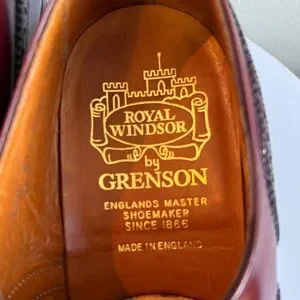 ROYAL
WINDSOR
by
GRENSON
ENGLANDS MASTER
SHOEMAKER
SINCE 1866
MADE IN ENGLAND